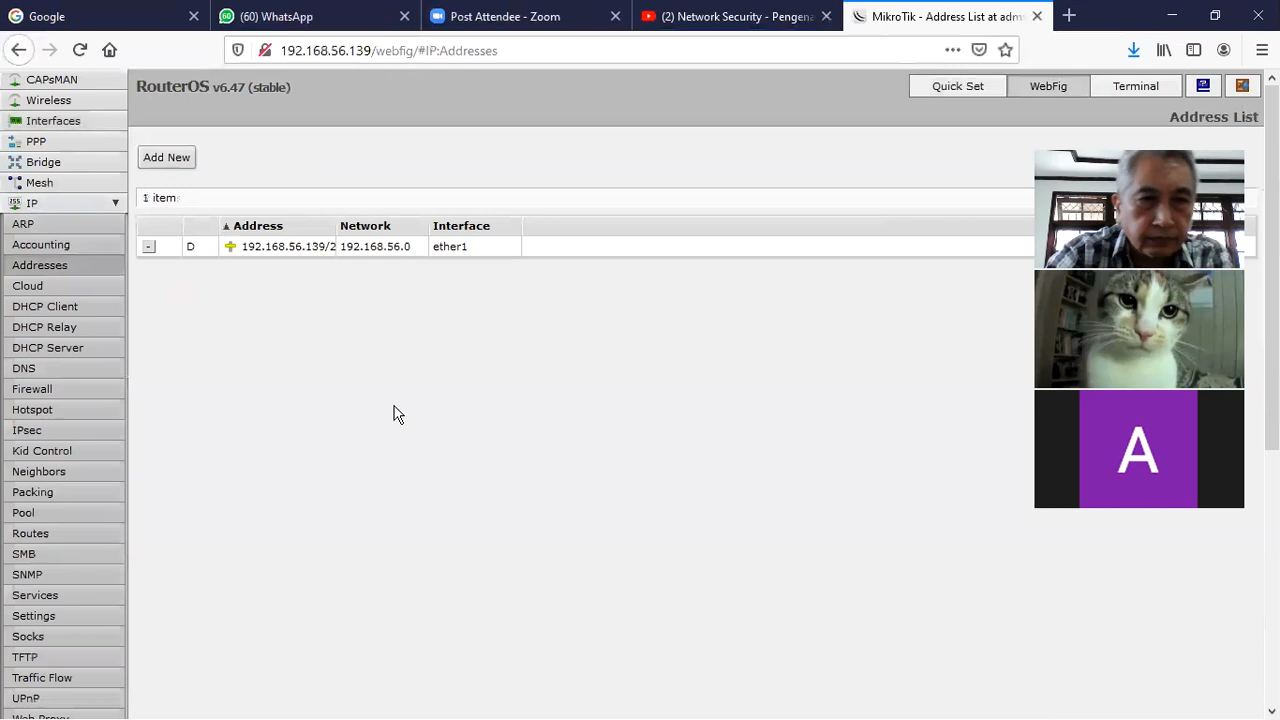 Google
(60) WhatsApp
Post Attendee - Zoom
(2) Network Security - Pengena
MikroTik - Address List at adm
192.168.56.139/webfig/#IP:Addresses
CAPsMAN
Wireless
Interfaces
PPP
Bridge
Mesh
IP
ARP
Accounting
Addresses
Cloud
DHCP Client
DHCP Relay
DHCP Server
DNS
Firewall
Hotspot
IPsec
Kid Control
Neighbors
Packing
Pool
Routes
SMB
SNMP
Services
Settings
Socks
TFTP
Traffic Flow
UPnP
Web Proxy
RouterOS v6.47 (stable)
Quick Set
WebFig
Terminal
Address List
Add New
1 item
Address Network Interface
- D 192.168.56.139/2 192.168.56.0 ether1
A